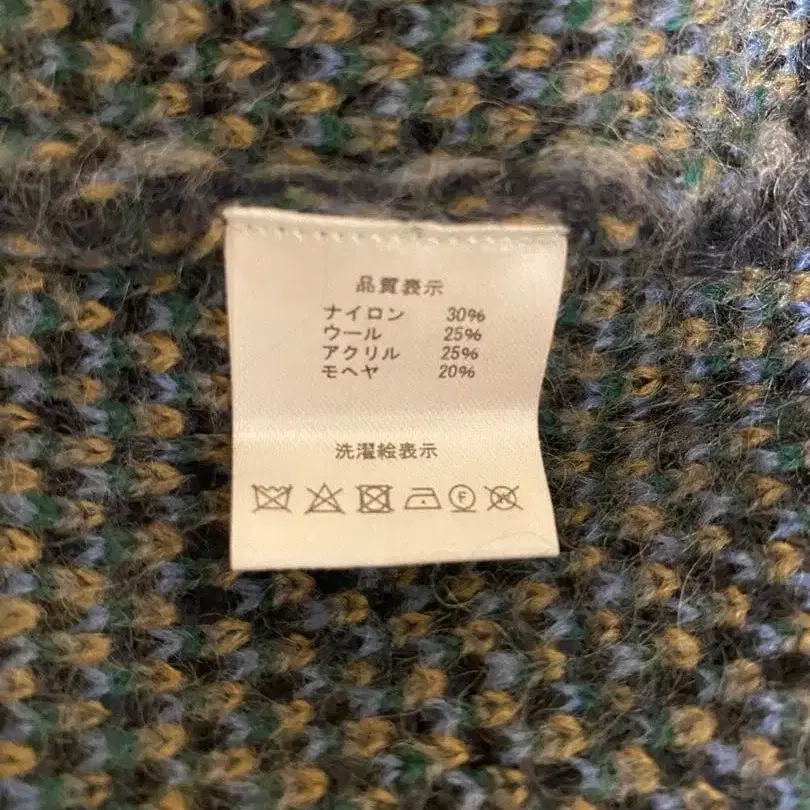 品質表示
ナイロン 30%
ウール 25%
アクリル 25%
モヘヤ 20%
洗濯絵表示
F W